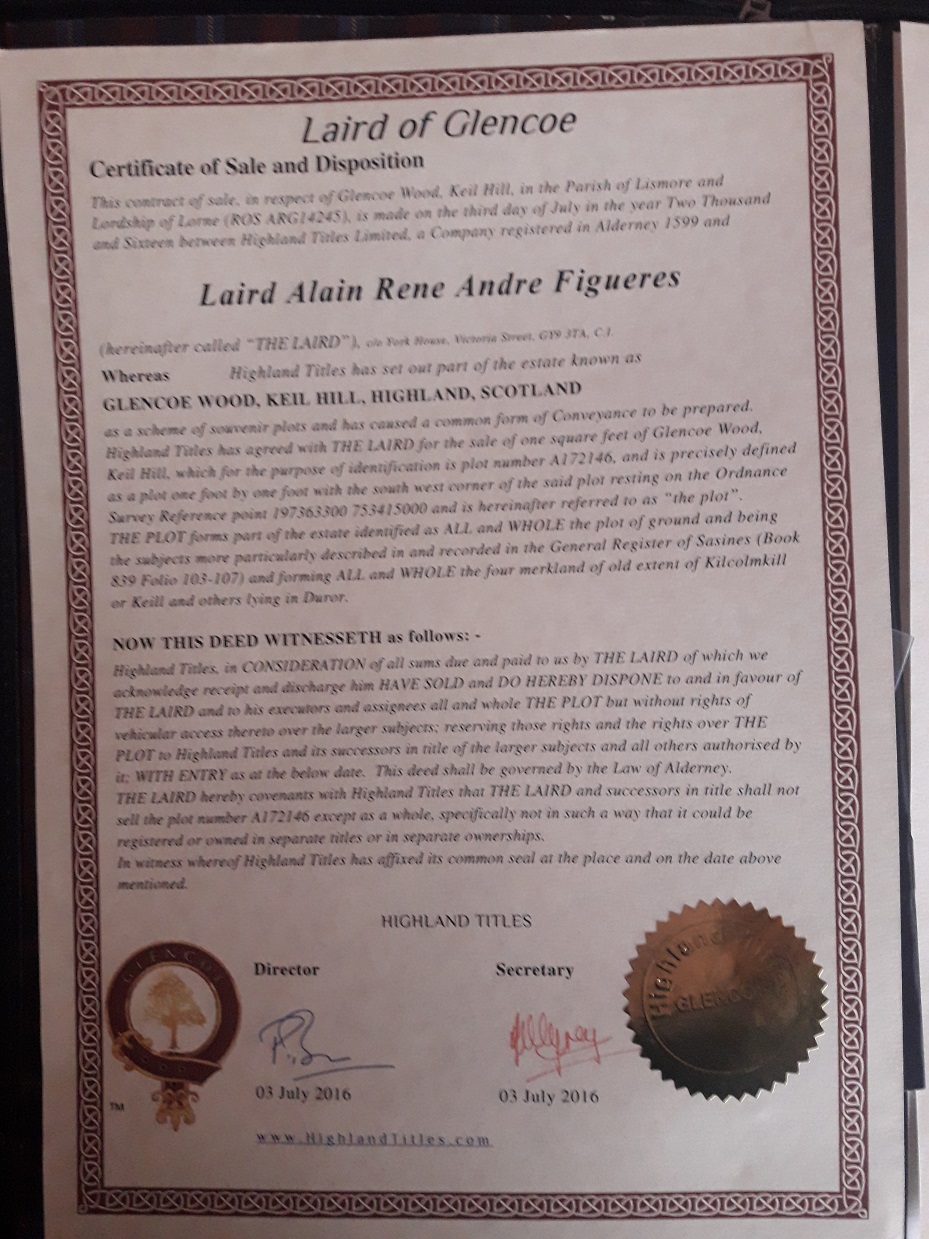 Laird of Glencoe
Certificate of Sale and Disposition
This contract of sale, in respect of Glencoe Wood, Keil Hill, in the Parish of Lismore and
Lordship of Lorne (ROS ARG14245), is made on the third day of July in the year Two Thousand
and Sixteen between Highland Titles Limited, a Company registered in Alderney 1599 and
Laird Alain Rene Andre Figueres
(hereinafter called "THE LAIRD"), c/o York House, Victoria Street, GY9 3TA, C.I.
Whereas Highland Titles has set out part of the estate known as
GLENCOE WOOD, KEIL HILL, HIGHLAND, SCOTLAND
as a scheme of souvenir plots and has caused a common form of Conveyance to be prepared.
Highland Titles has agreed with THE LAIRD for the sale of one square feet of Glencoe Wood,
Keil Hill, which for the purpose of identification is plot number A172146, and is precisely defined
as a plot one foot by one foot with the south west corner of the said plot resting on the Ordnance
Survey Reference point 197363300 753415000 and is hereinafter referred to as "the plot".
THE PLOT forms part of the estate identified as ALL and WHOLE the plot of ground and being
the subjects more particularly described in and recorded in the General Register of Sasines (Book
839 Folio 103-107) and forming ALL and WHOLE the four merkland of old extent of Kilcolmkill
or Keill and others lying in Duror.
NOW THIS DEED WITNESSETH as follows: -
Highland Titles, in CONSIDERATION of all sums due and paid to us by THE LAIRD of which we
acknowledge receipt and discharge him HAVE SOLD and DO HEREBY DISPONE to and in favour of
THE LAIRD and to his executors and assignees all and whole THE PLOT but without rights of
vehicular access thereto over the larger subjects; reserving those rights and the rights over THE
PLOT to Highland Titles and its successors in title of the larger subjects and all others authorised by
it; WITH ENTRY as at the below date. This deed shall be governed by the Law of Alderney.
THE LAIRD hereby covenants with Highland Titles that THE LAIRD and successors in title shall not
sell the plot number A172146 except as a whole, specifically not in such a way that it could be
registered or owned in separate titles or in separate ownerships.
In witness whereof Highland Titles has affixed its common seal at the place and on the date above
mentioned.
HIGHLAND TITLES
Director Secretary
GLENCOE
Highland
GLENCOE
03 July 2016 03 July 2016
TM
www.HighlandTitles.com